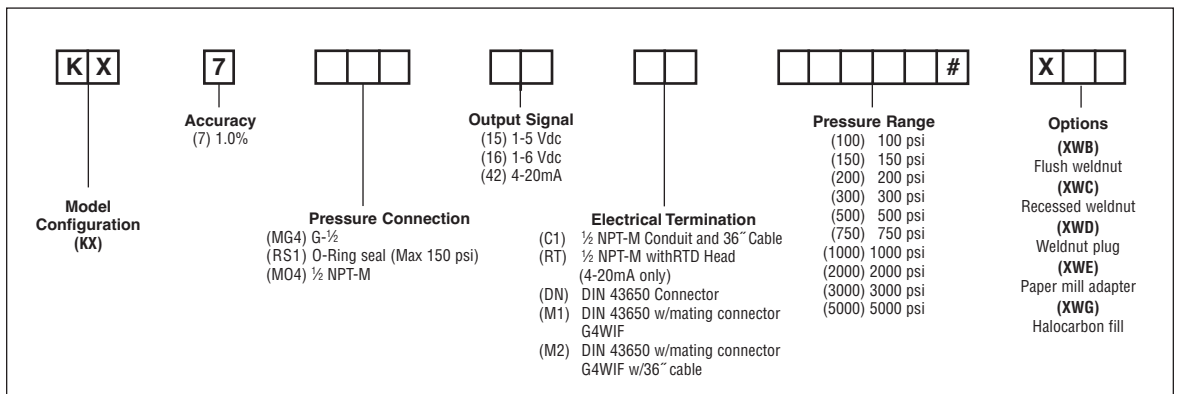 K X
7
#
X
Accuracy
(7) 1.0%
Output Signal
(15) 1-5 Vdc
(16) 1-6 Vdc
(42) 4-20mA
Pressure Range
(100) 100 psi
(150) 150 psi
(200) 200 psi
(300) 300 psi
(500) 500 psi
(750) 750 psi
(1000) 1000 psi
(2000) 2000 psi
(3000) 3000 psi
(5000) 5000 psi
Options
(XWB)
Flush weldnut
(XWC)
Recessed weldnut
(XWD)
Weldnut plug
(XWE)
Paper mill adapter
(XWG)
Halocarbon fill
Model
Configuration
(KX)
Pressure Connection
(MG4) G-½
(RS1) O-Ring seal (Max 150 psi)
(MO4) ½ NPT-M
Electrical Termination
(C1) ½ NPT-M Conduit and 36˝ Cable
(RT) ½ NPT-M withRTD Head
(4-20mA only)
(DN) DIN 43650 Connector
(M1) DIN 43650 w/mating connector
G4WIF
(M2) DIN 43650 w/mating connector
G4WIF w/36˝ cable